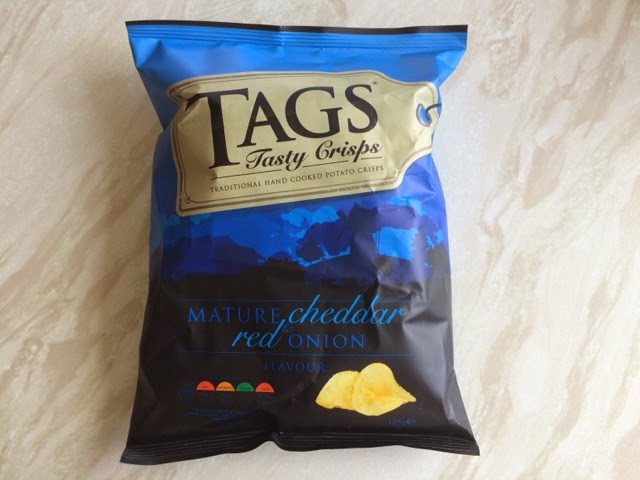 TAGS
Tasty Crisps
TRADITIONAL HAND COOKED POTATO CRISPS
MATURE cheddar
& red ONION
FLAVOUR